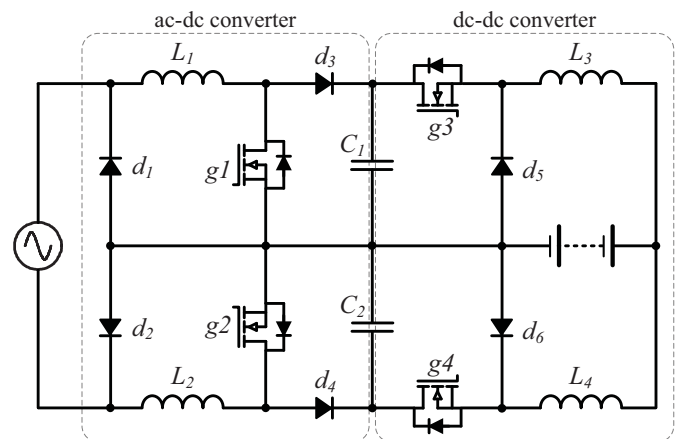 ac-dc converter
dc-dc converter
L1
d3
L3
g3
d1
g1
C1
d5
d2
g2
C2
d6
L2
d4
g4
L4